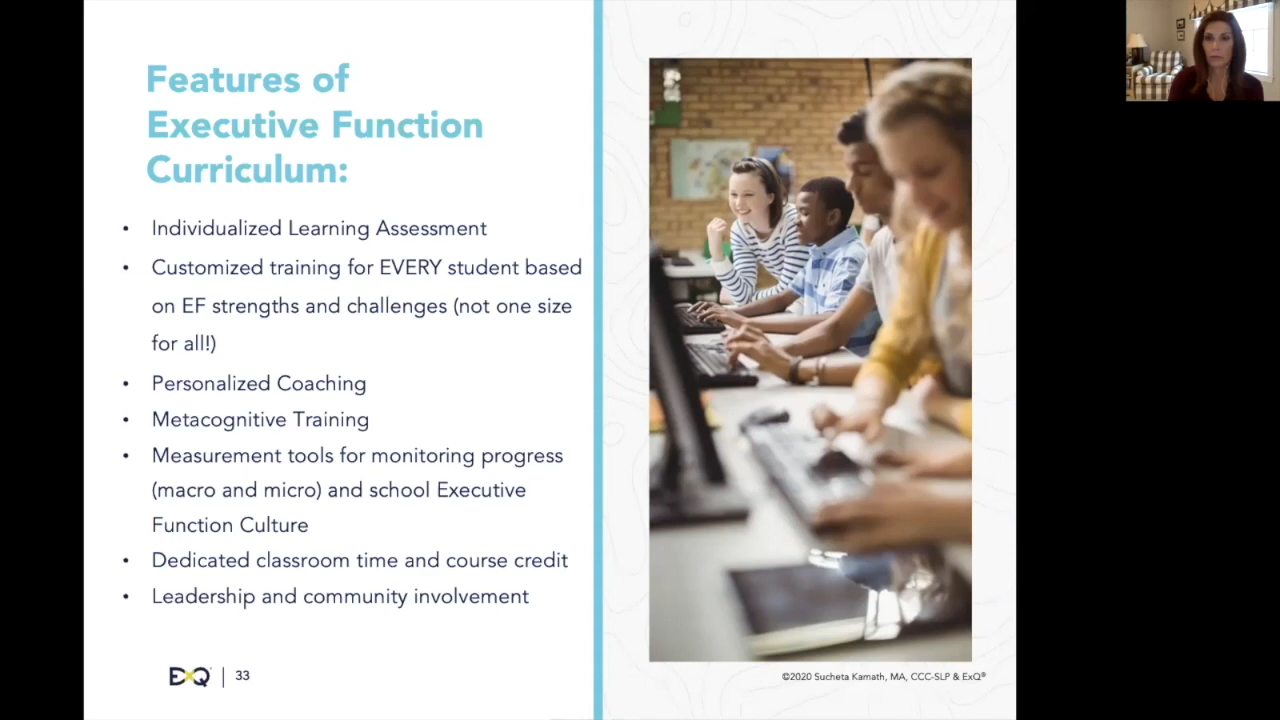 Features of
Executive Function
Curriculum:
• Individualized Learning Assessment
• Customized training for EVERY student based
on EF strengths and challenges (not one size
for all!)
• Personalized Coaching
• Metacognitive Training
• Measurement tools for monitoring progress
(macro and micro) and school Executive
Function Culture
• Dedicated classroom time and course credit
• Leadership and community involvement
ExQ® | 33
©2020 Sucheta Kamath, MA, CCC-SLP & ExQ®